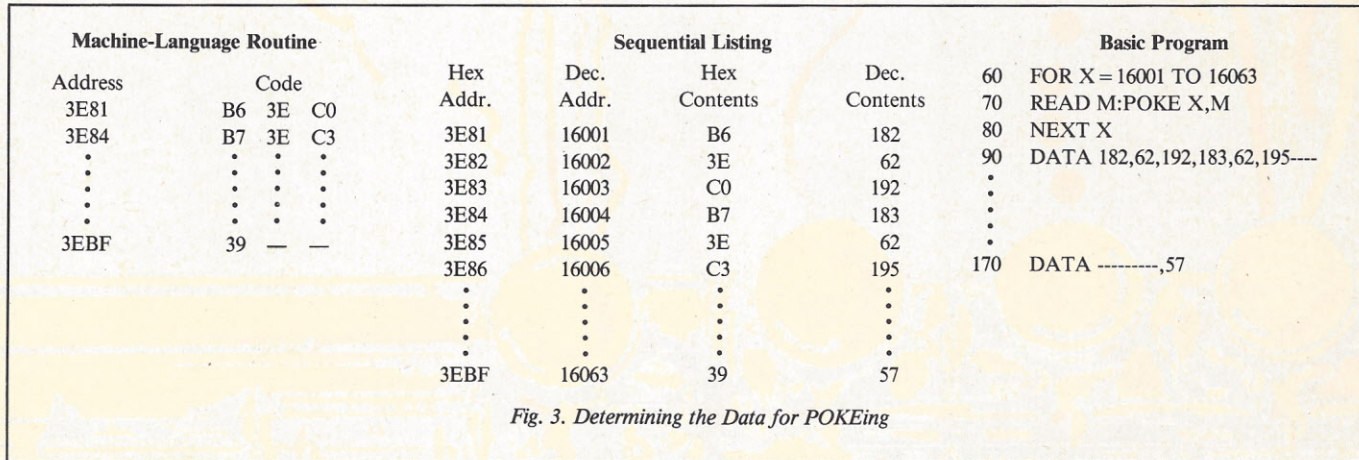 Machine-Language Routine
Address Code
3E81 B6 3E C0
3E84 B7 3E C3
• • • •
• • • •
• • • •
• • • •
3EBF 39 — —
Sequential Listing
Hex Dec. Hex Dec.
Addr. Addr. Contents Contents
3E81 16001 B6 182
3E82 16002 3E 62
3E83 16003 C0 192
3E84 16004 B7 183
3E85 16005 3E 62
3E86 16006 C3 195
• • • •
• • • •
• • • •
• • • •
3EBF 16063 39 57
Basic Program
60 FOR X = 16001 TO 16063
70 READ M:POKE X,M
80 NEXT X
90 DATA 182,62,192,183,62,195----
•
•
•
170 DATA ---------,57
Fig. 3. Determining the Data for POKEing